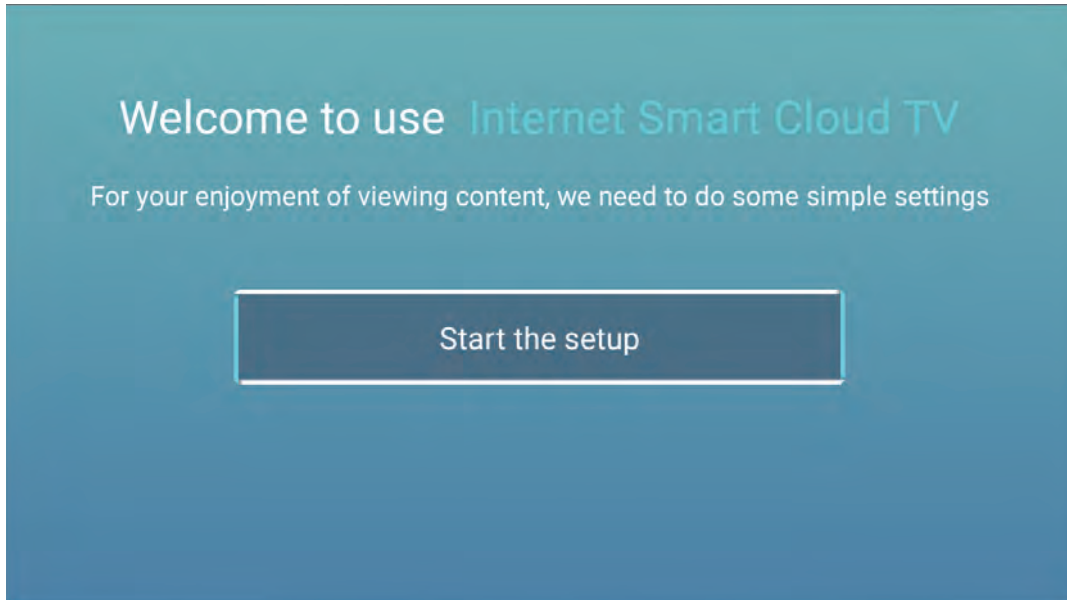 Welcome to use Internet Smart Cloud TV
For your enjoyment of viewing content, we need to do some simple settings
Start the setup